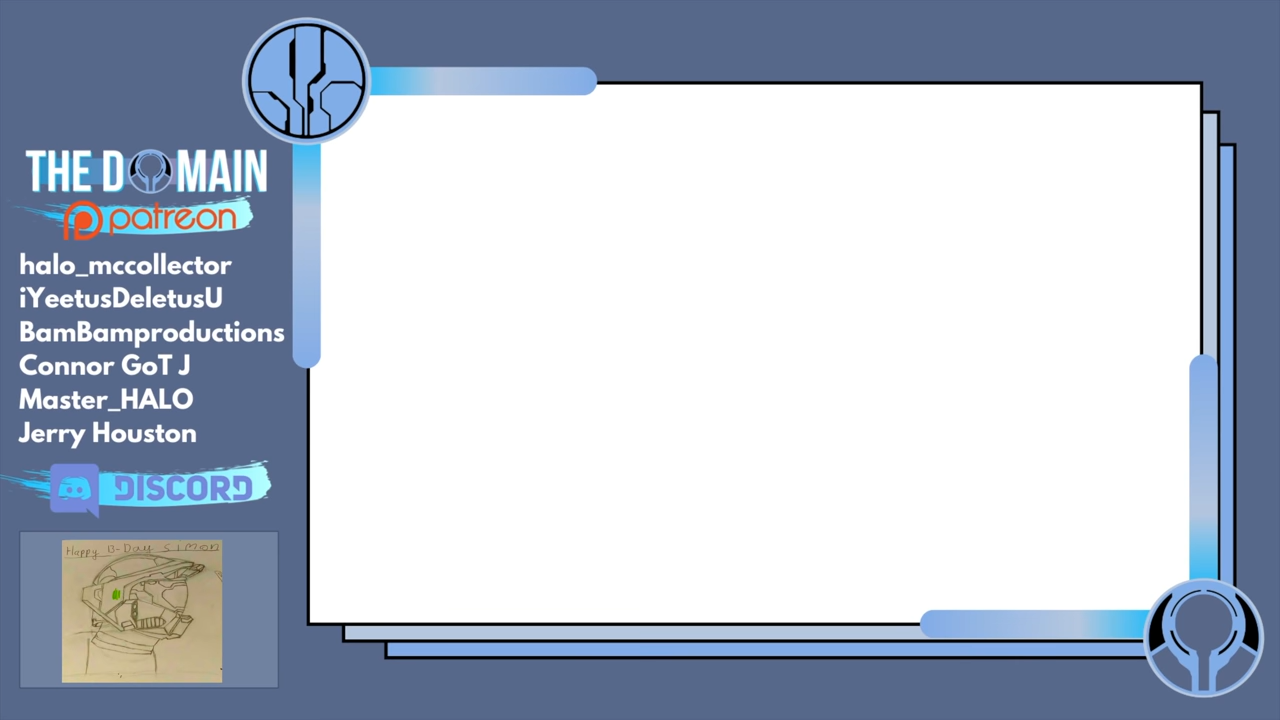 THE DOMAIN
patreon
halo_mccollector
iYeetusDeletusU
BamBamproductions
Connor GoT J
Master_HALO
Jerry Houston
DISCORD
Happy B-Day SIMON